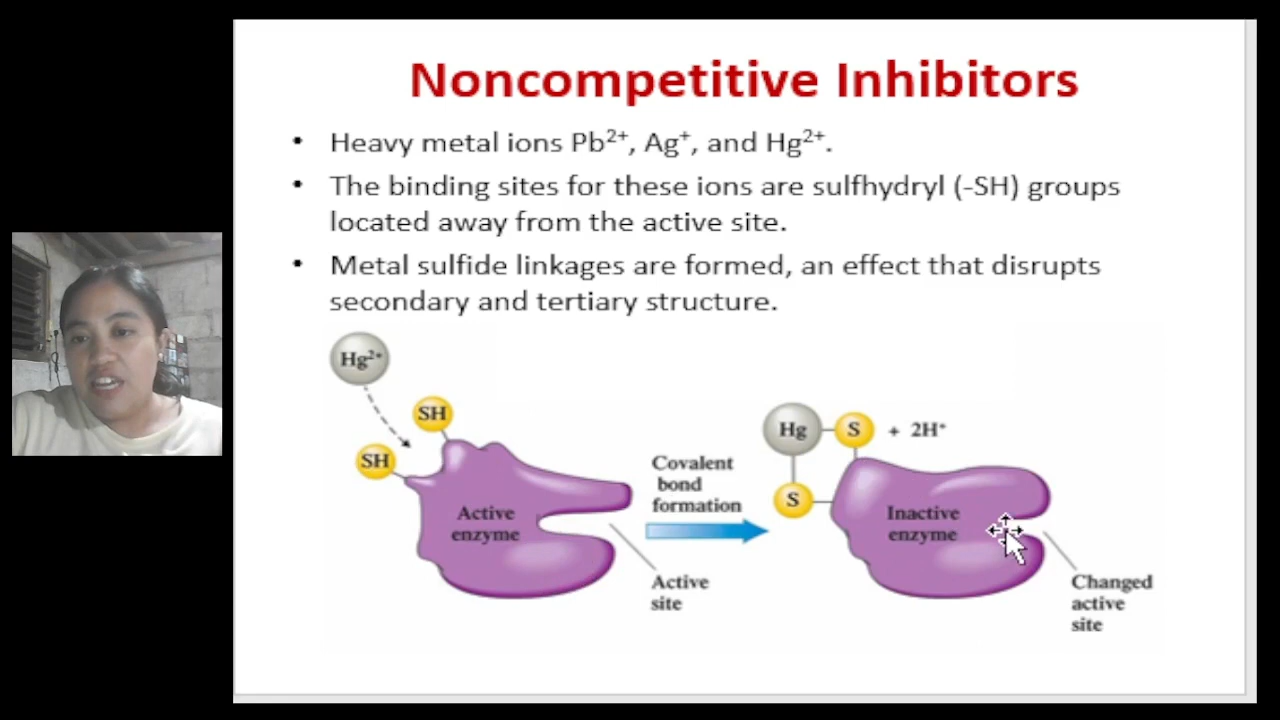 Noncompetitive Inhibitors
• Heavy metal ions Pb²⁺, Ag⁺, and Hg²⁺.
• The binding sites for these ions are sulfhydryl (-SH) groups
located away from the active site.
• Metal sulfide linkages are formed, an effect that disrupts
secondary and tertiary structure.
Hg²⁺
SH
SH
Active
enzyme
Active
site
Covalent
bond
formation
Hg
S
+ 2H⁺
S
Inactive
enzyme
Changed
active
site